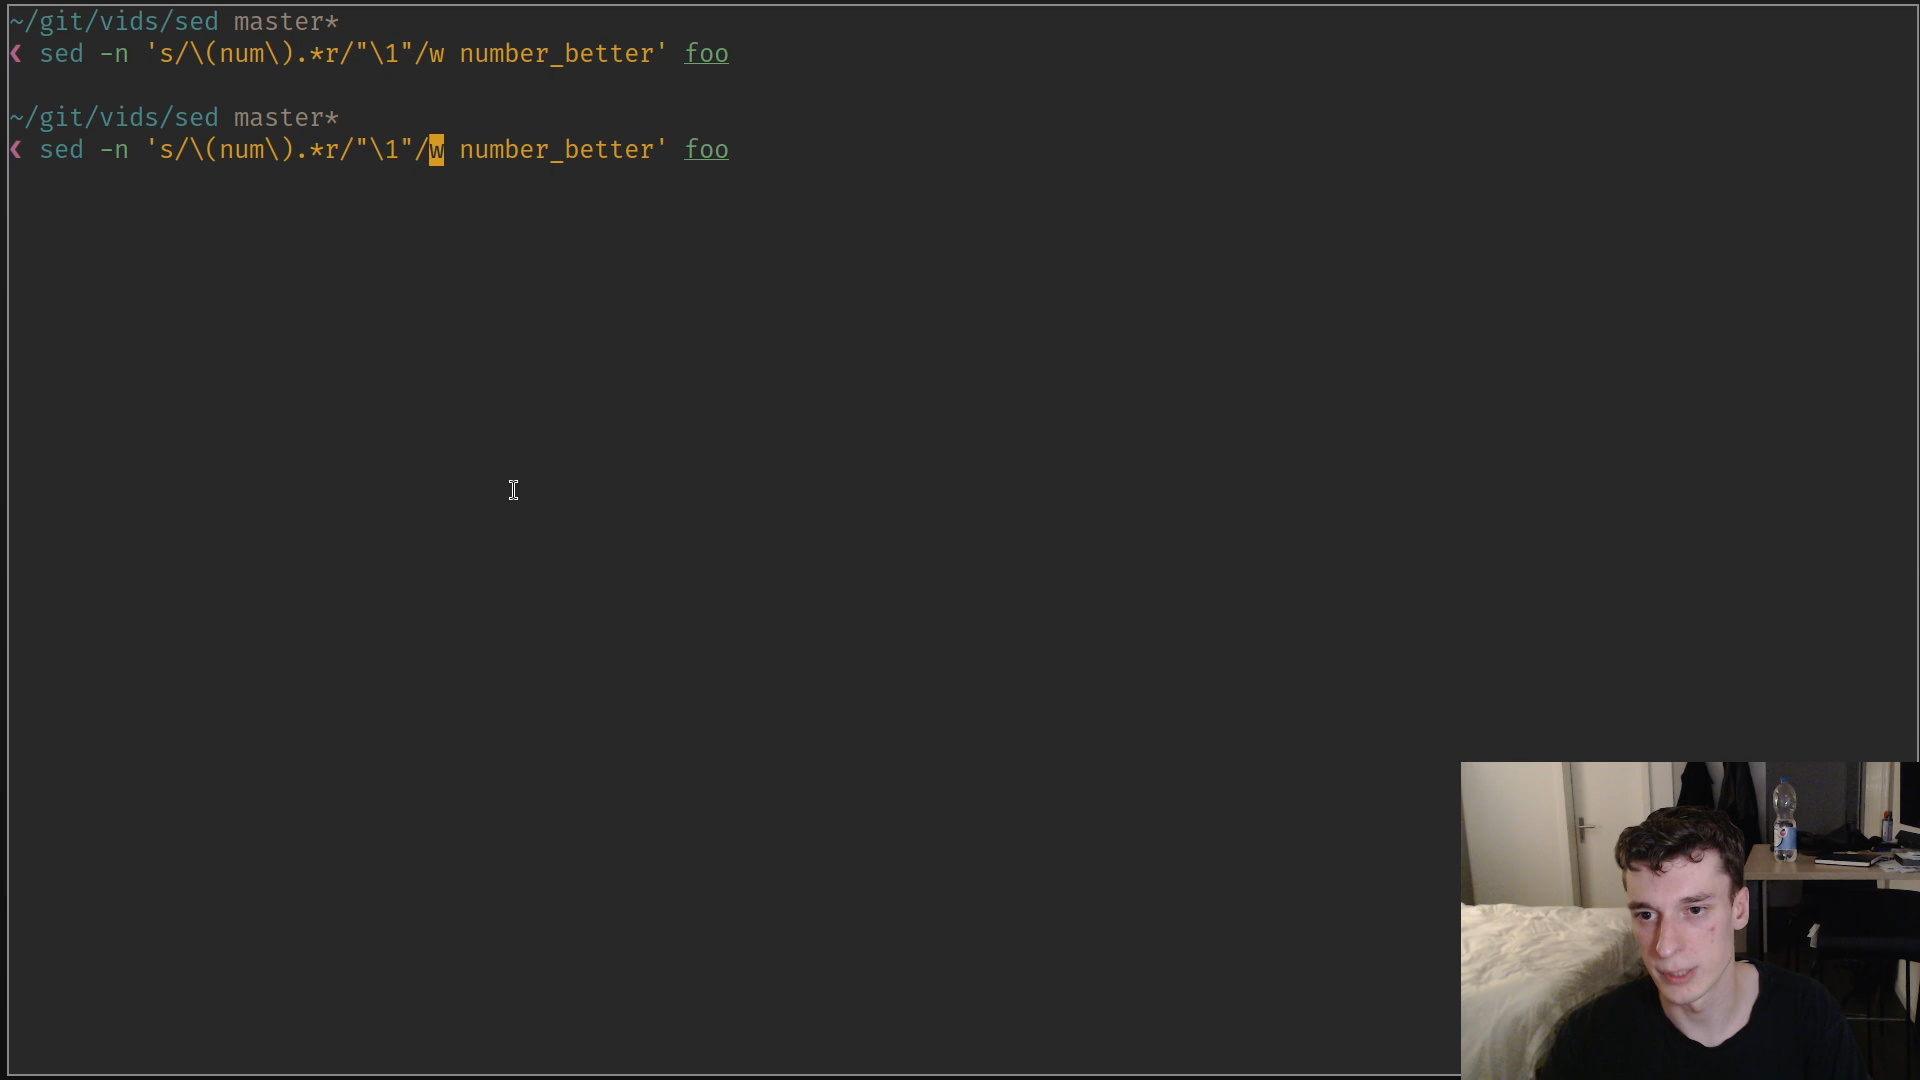 ~/git/vids/sed master*
❮ sed -n 's/\(num\).*r/"\1"/w number_better' foo
~/git/vids/sed master*
❮ sed -n 's/\(num\).*r/"\1"/w number_better' foo